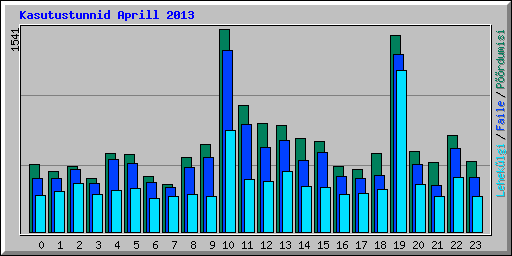 Kasutustunnid Aprill 2013
1541
0 1 2 3 4 5 6 7 8 9 10 11 12 13 14 15 16 17 18 19 20 21 22 23
Lehekülgi / Faile / Pöördumisi